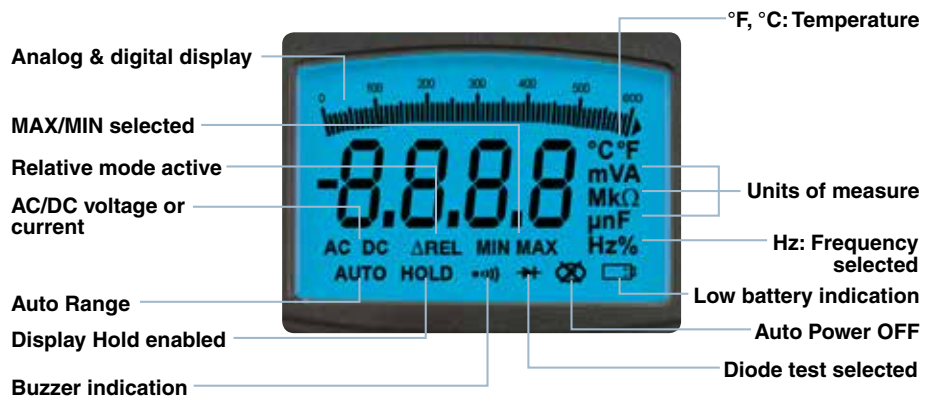 °F, °C: Temperature
Analog & digital display
0 100 200 300 400 500 600
MAX/MIN selected
-8.8.8.8
°C °F
Relative mode active
mVA
MkΩ
Units of measure
AC/DC voltage or
current
µnF
AC DC ΔREL MIN MAX Hz%
Hz: Frequency
selected
AUTO HOLD
Auto Range
Low battery indication
Display Hold enabled
Auto Power OFF
Diode test selected
Buzzer indication